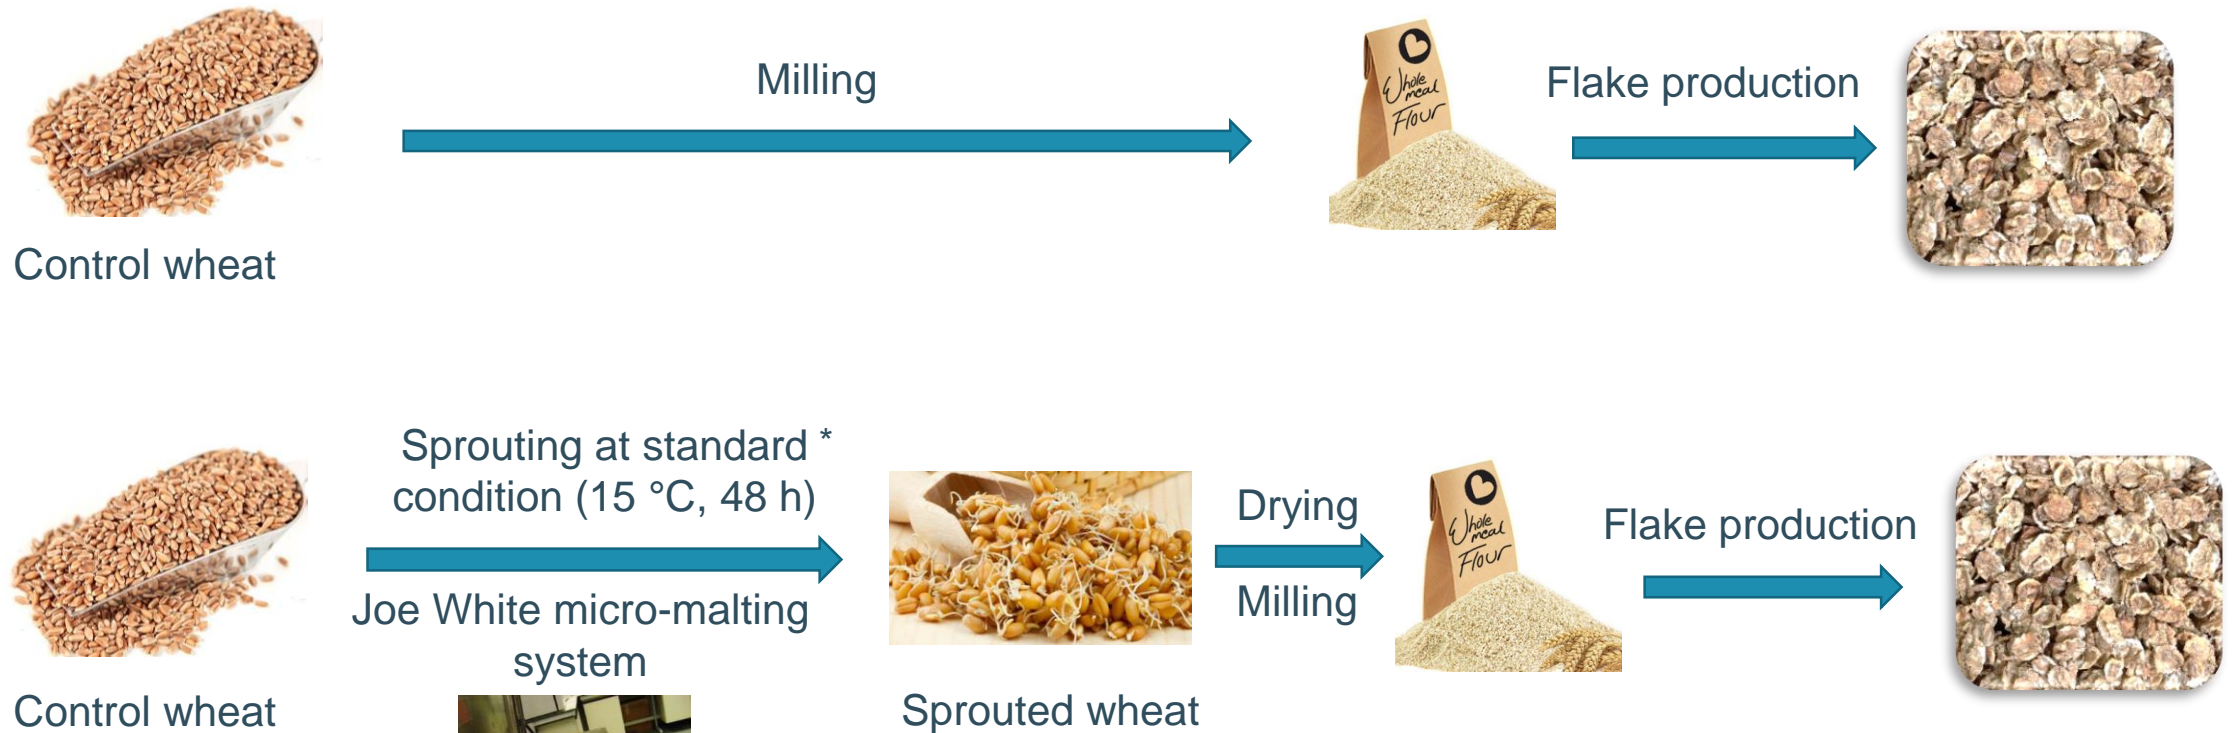 Milling
Whole
meal
Flour
Flake production
Control wheat
Sprouting at standard *
condition (15 °C, 48 h)
Joe White micro-malting
system
Control wheat
Sprouted wheat
Drying
Milling
Whole
meal
Flour
Flake production